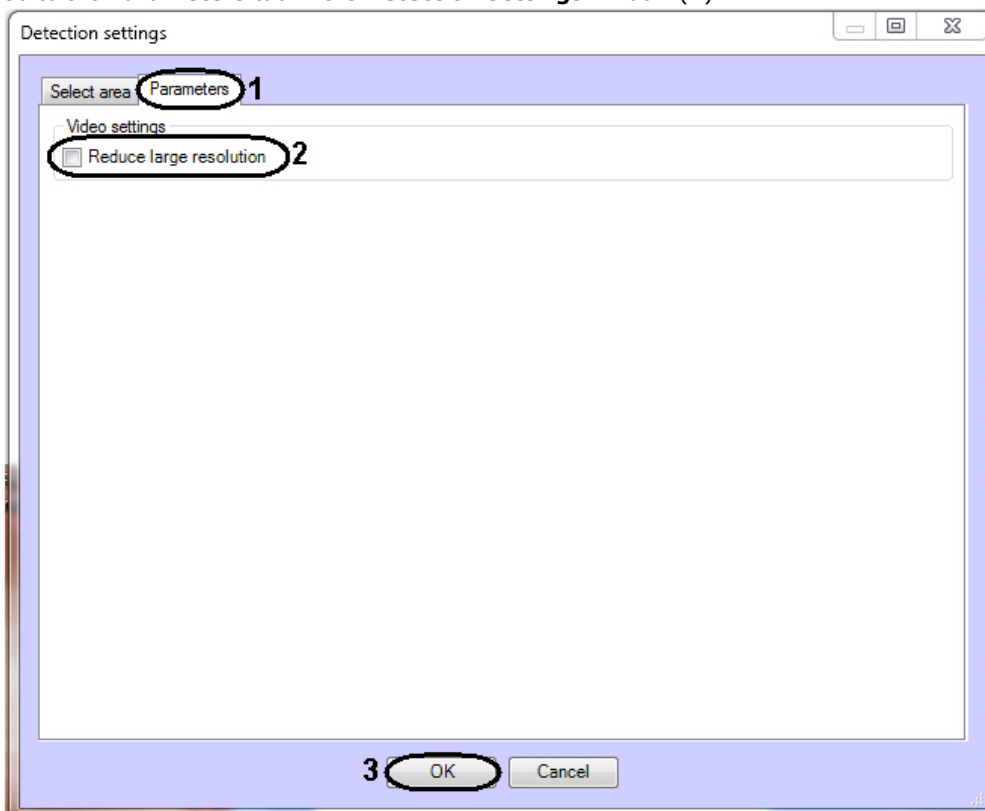 Detection settings
Select area Parameters 1
Video settings
Reduce large resolution 2
3 OK Cancel